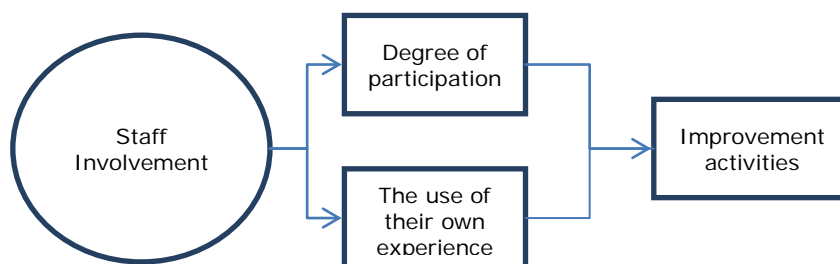 Staff
Involvement
Degree of
participation
The use of
their own
experience
Improvement
activities